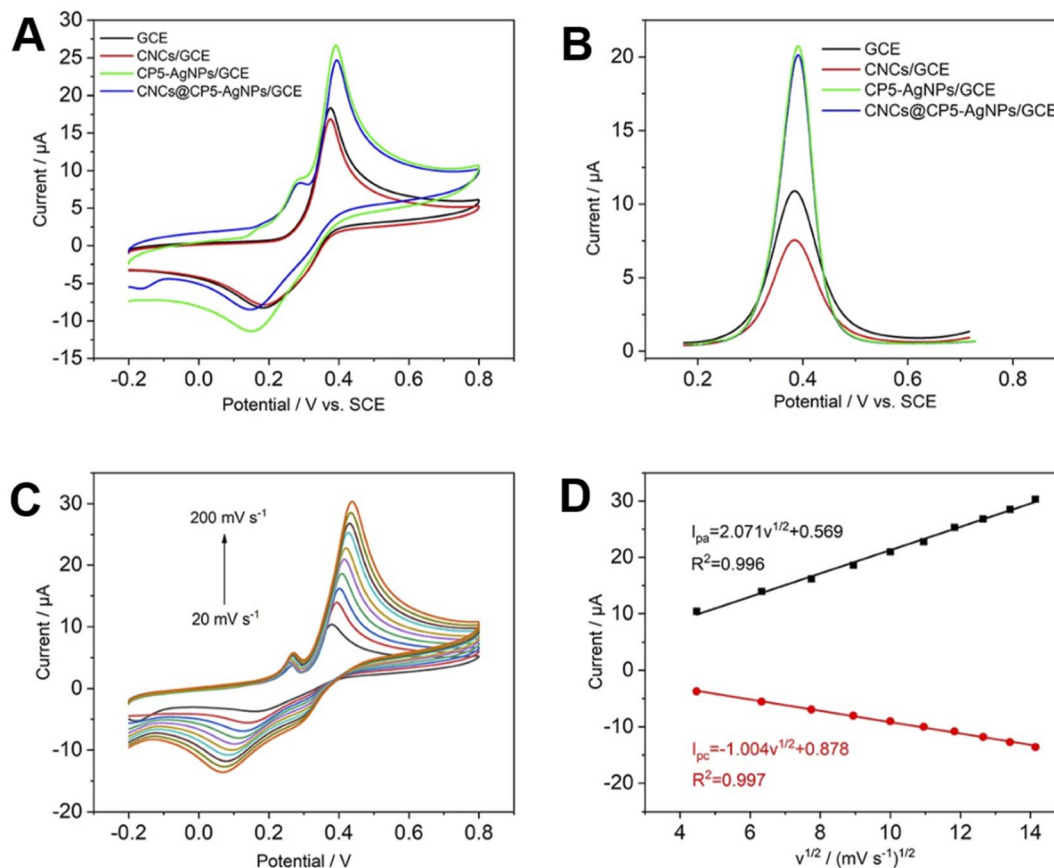 A
30
25
20
15
10
5
0
-5
-10
-15
Current / μA
GCE
CNCs/GCE
CP5-AgNPs/GCE
CNCs@CP5-AgNPs/GCE
-0.2 0.0 0.2 0.4 0.6 0.8
Potential / V vs. SCE
B
20
15
10
5
0
Current / μA
GCE
CNCs/GCE
CP5-AgNPs/GCE
CNCs@CP5-AgNPs/GCE
0.2 0.4 0.6 0.8
Potential / V vs. SCE
C
30
20
10
0
-10
-20
Current / μA
200 mV s⁻¹
20 mV s⁻¹
-0.2 0.0 0.2 0.4 0.6 0.8
Potential / V
D
30
20
10
0
-10
-20
Current / μA
Ipa=2.071v1/2+0.569
R2=0.996
Ipc=-1.004v1/2+0.878
R2=0.997
4 6 8 10 12 14
v1/2 / (mV s-1)1/2